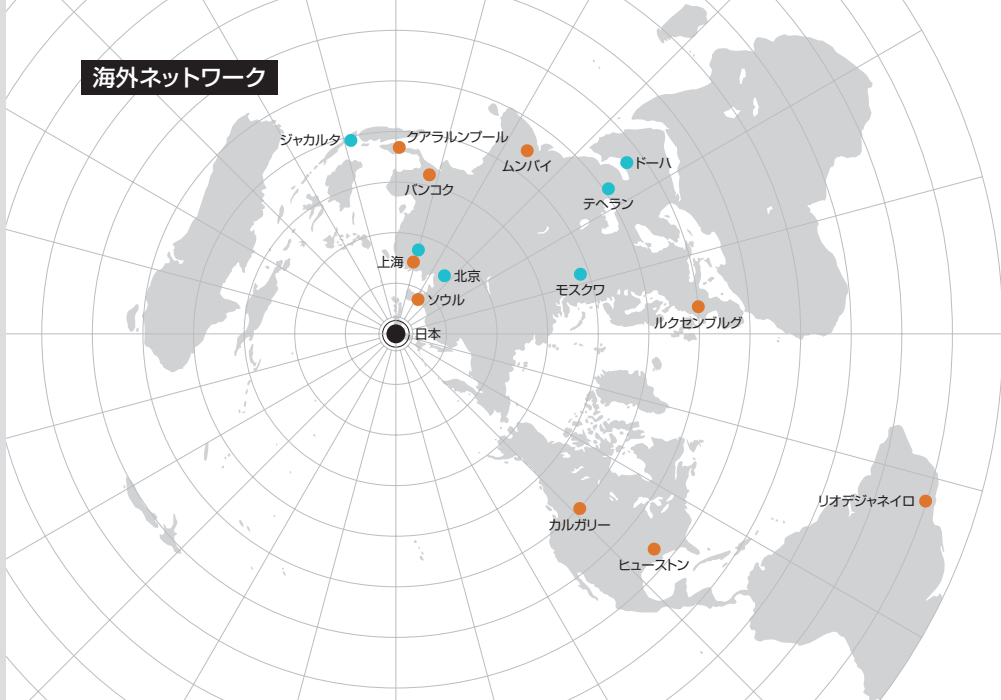 海外ネットワーク
ジャカルタ
クアラルンプール
バンコク
ムンバイ
ドーハ
テヘラン
上海
北京
ソウル
モスクワ
ルクセンブルグ
日本
リオデジャネイロ
カルガリー
ヒューストン